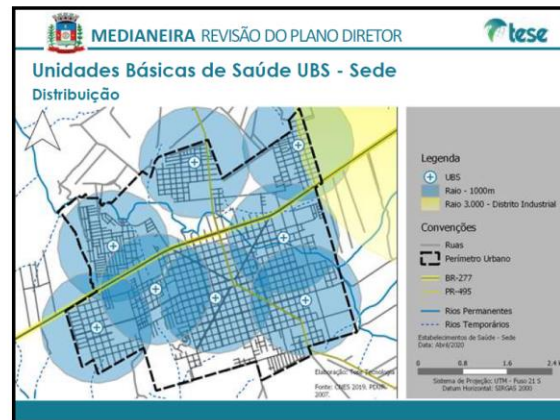 MEDIANEIRA REVISÃO DO PLANO DIRETOR
tese
Unidades Básicas de Saúde UBS - Sede
Distribuição
Legenda
UBS
Raio - 1000m
Raio 3.000 - Distrito Industrial
Convenções
Ruas
Perímetro Urbano
BR-277
PR-495
Rios Permanentes
Rios Temporários
Estabelecimentos de Saúde - Sede
Data: Abril/2020
0 0.8 1.6 2.4
Sistema de Projeção: UTM - Fuso 21 S
Datum Horizontal: SIRGAS 2000
Elaboração: Tese Tecnologia
Fonte: CNES 2019,
2007.